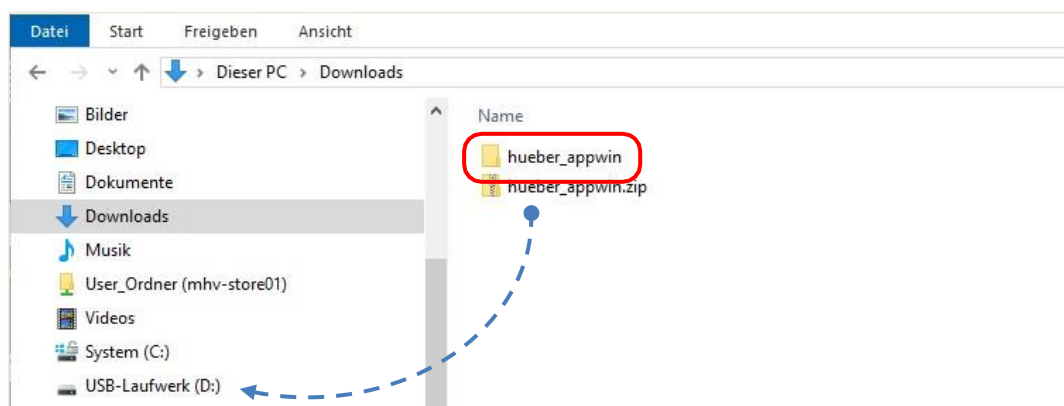 Datei Start Freigeben Ansicht
Dieser PC > Downloads
Bilder
Desktop
Dokumente
Downloads
Musik
User_Ordner (mhv-store01)
Videos
System (C:)
USB-Laufwerk (D:)
Name
hueber_appwin
hueber_appwin.zip